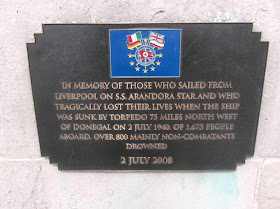 IN MEMORY OF THOSE WHO SAILED FROM
LIVERPOOL ON S.S. ARANDORA STAR AND WHO
TRAGICALLY LOST THEIR LIVES WHEN THE SHIP
WAS SUNK BY TORPEDO 75 MILES NORTH WEST
OF DONEGAL ON 2 JULY 1940. OF 1,673 PEOPLE
ABOARD, OVER 800 MAINLY NON-COMBATANTS
DROWNED
2 JULY 2008